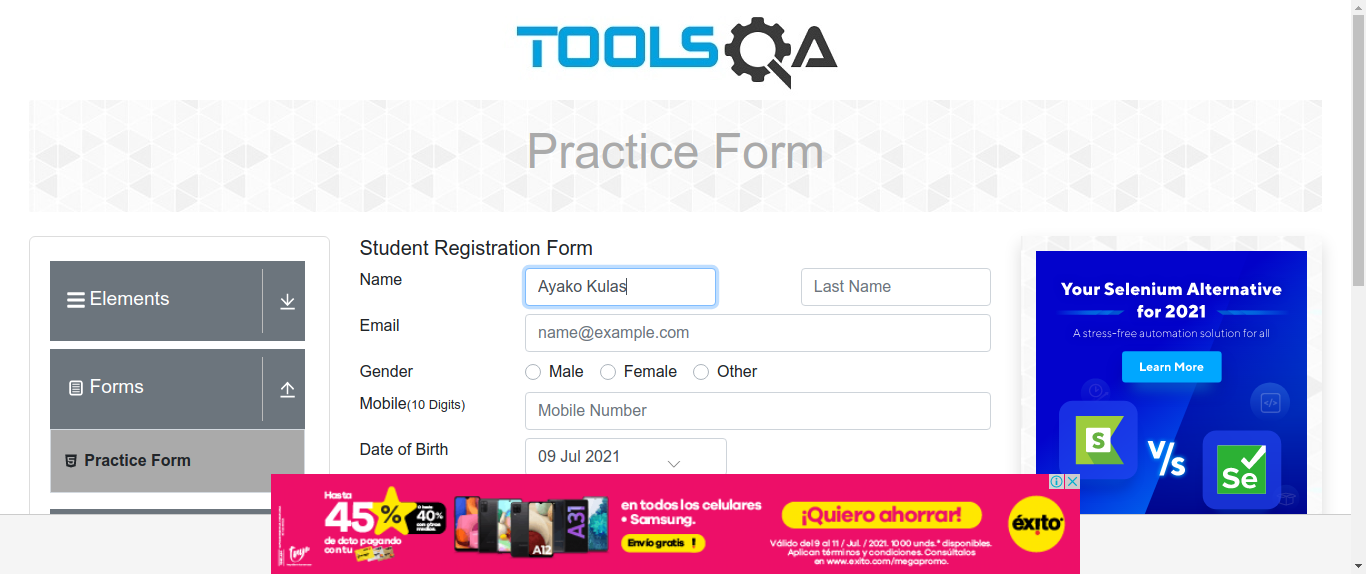 TOOLSQA
Practice Form
Elements
Forms
Practice Form
Student Registration Form
Name
Ayako Kulas
Last Name
Email
name@example.com
Gender
Male
Female
Other
Mobile(10 Digits)
Mobile Number
Date of Birth
09 Jul 2021
Your Selenium Alternative
for 2021
A stress-free automation solution for all
Learn More
S
V/s
Se
Hasta
45%
40%
de dcto pagando
con tu
A12
A31
en todos los celulares
• Samsung.
Envío gratis !
¡Quiero ahorrar!
Válido del 9 al 11 / Jul. / 2021. 1000 unds.* disponibles.
Aplican términos y condiciones. Consúltalos
en www.exito.com/megapromo.
éxito